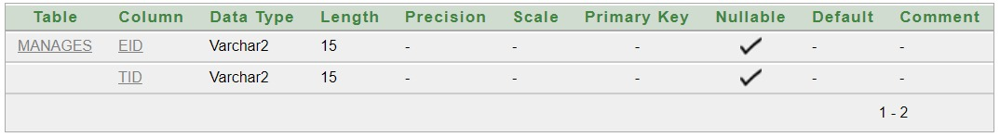 Table Column Data Type Length Precision Scale Primary Key Nullable Default Comment
MANAGES EID Varchar2 15 - - - ✓ - -
TID Varchar2 15 - - - ✓ - -
1 - 2